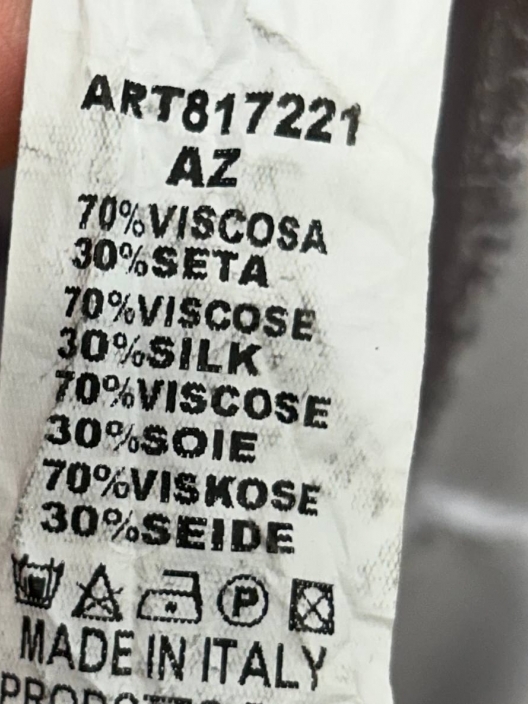 ART817221
AZ
70%VISCOSA
30%SETA
70%VISCOSE
30%SILK
70%VISCOSE
30%SOIE
70%VISKOSE
30%SEIDE
P
MADE IN ITALY
PRODOTTO